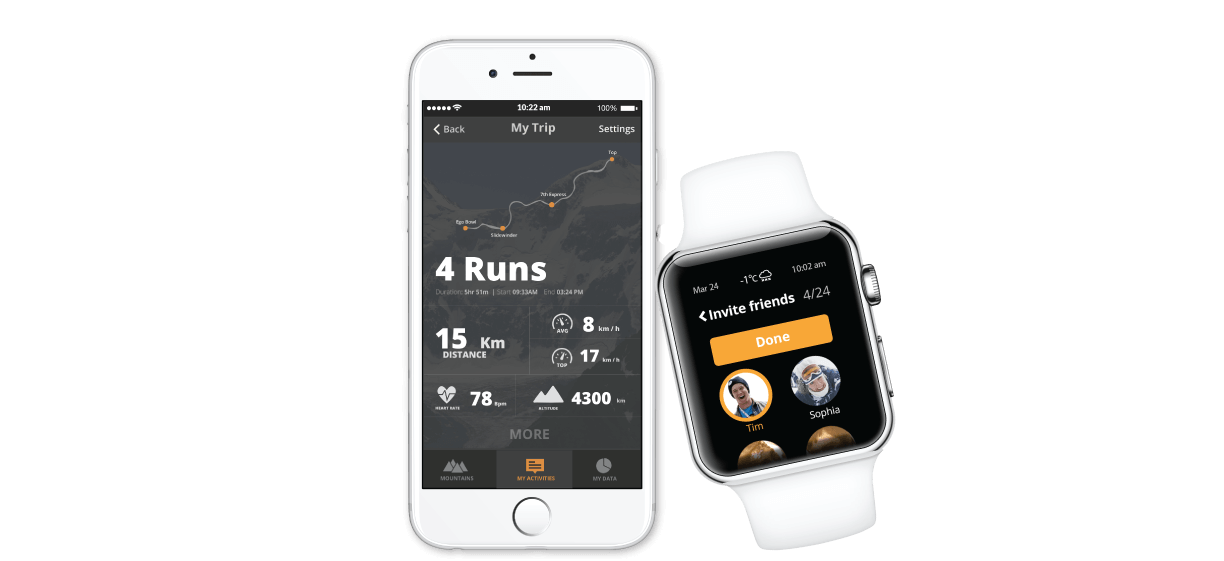 10:22 am 100%
Back My Trip Settings
Top
7th Express
Ego Bowl
Slidewinder
4 Runs
Duration 5hr 51m | Start 09:33AM End 03:24 PM
15 Km
DISTANCE
AVG 8 km / h
TOP 17 km / h
HEART RATE 78 Bpm
ALTITUDE 4300 km
MORE
MOUNTAINS MY ACTIVITIES MY DATA
Mar 24 -1°c 10:02 am
Invite friends 4/24
Done
Tim Sophia